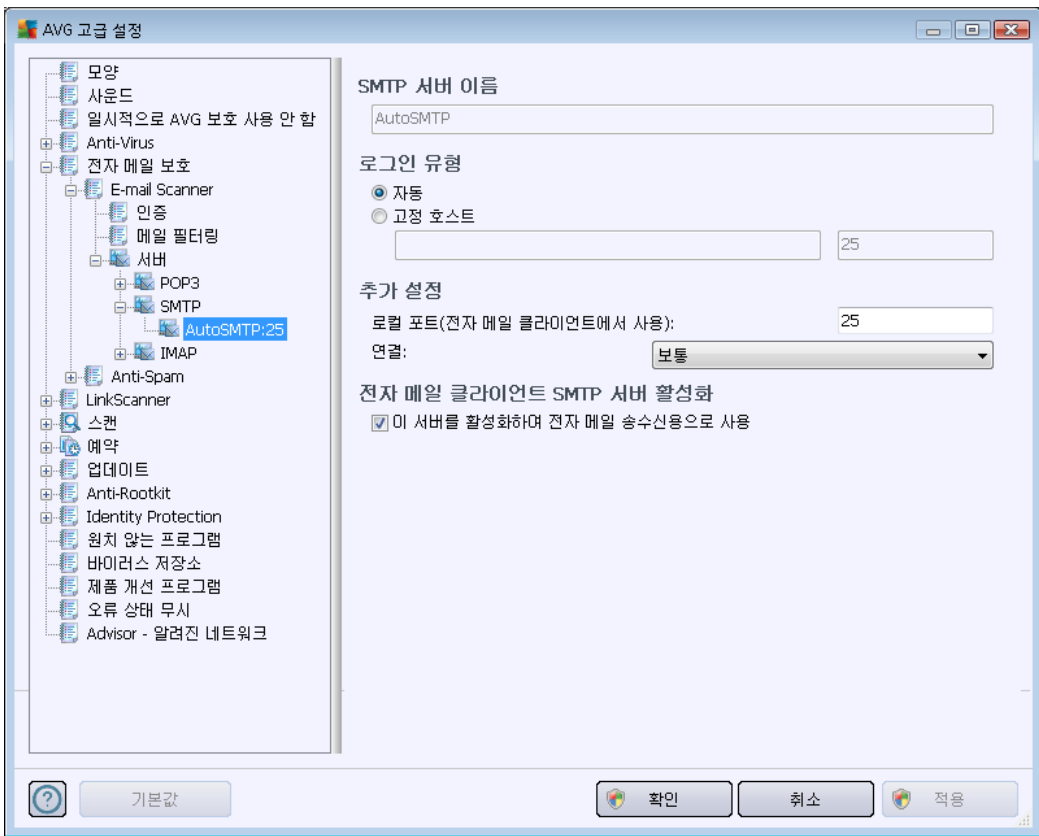 AVG 고급 설정
모양
사운드
일시적으로 AVG 보호 사용 안 함
Anti-Virus
전자 메일 보호
E-mail Scanner
인증
메일 필터링
서버
POP3
SMTP
AutoSMTP:25
IMAP
Anti-Spam
LinkScanner
스캔
예약
업데이트
Anti-Rootkit
Identity Protection
원치 않는 프로그램
바이러스 저장소
제품 개선 프로그램
오류 상태 무시
Advisor - 알려진 네트워크
SMTP 서버 이름
AutoSMTP
로그인 유형
자동
고정 호스트
25
추가 설정
로컬 포트(전자 메일 클라이언트에서 사용): 25
연결: 보통
전자 메일 클라이언트 SMTP 서버 활성화
이 서버를 활성화하여 전자 메일 송수신용으로 사용
기본값 확인 취소 적용